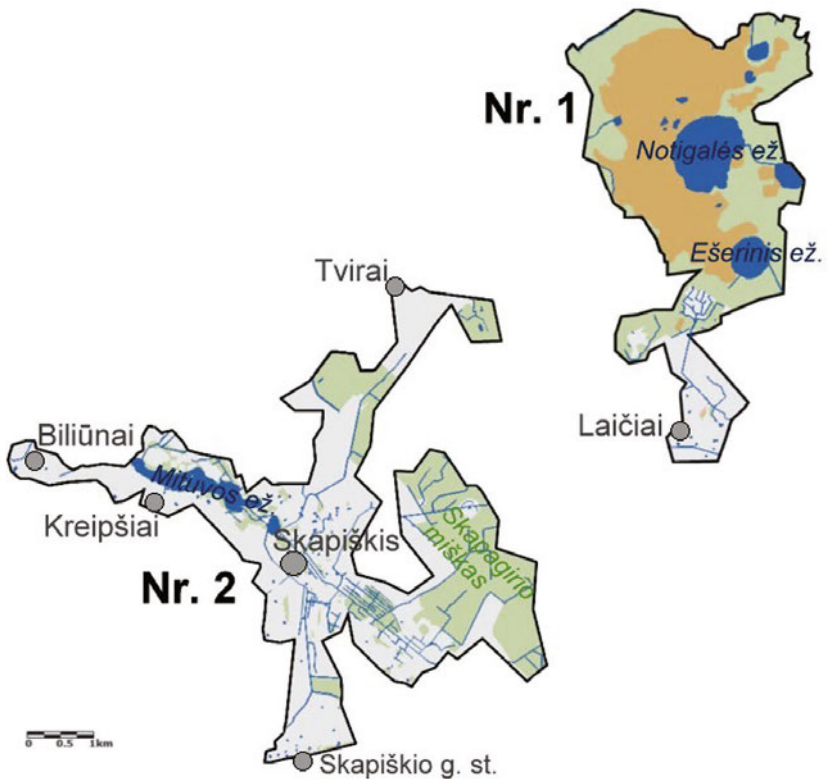 Nr. 1
Notigalės ež.
Ešerinis ež.
Tvirai
Laičiai
Biliūnai
Mituvos ež.
Kreipšiai
Skapiškis
Skapagirio
miškas
Nr. 2
0 0.5 1km
Skapiškio g. st.